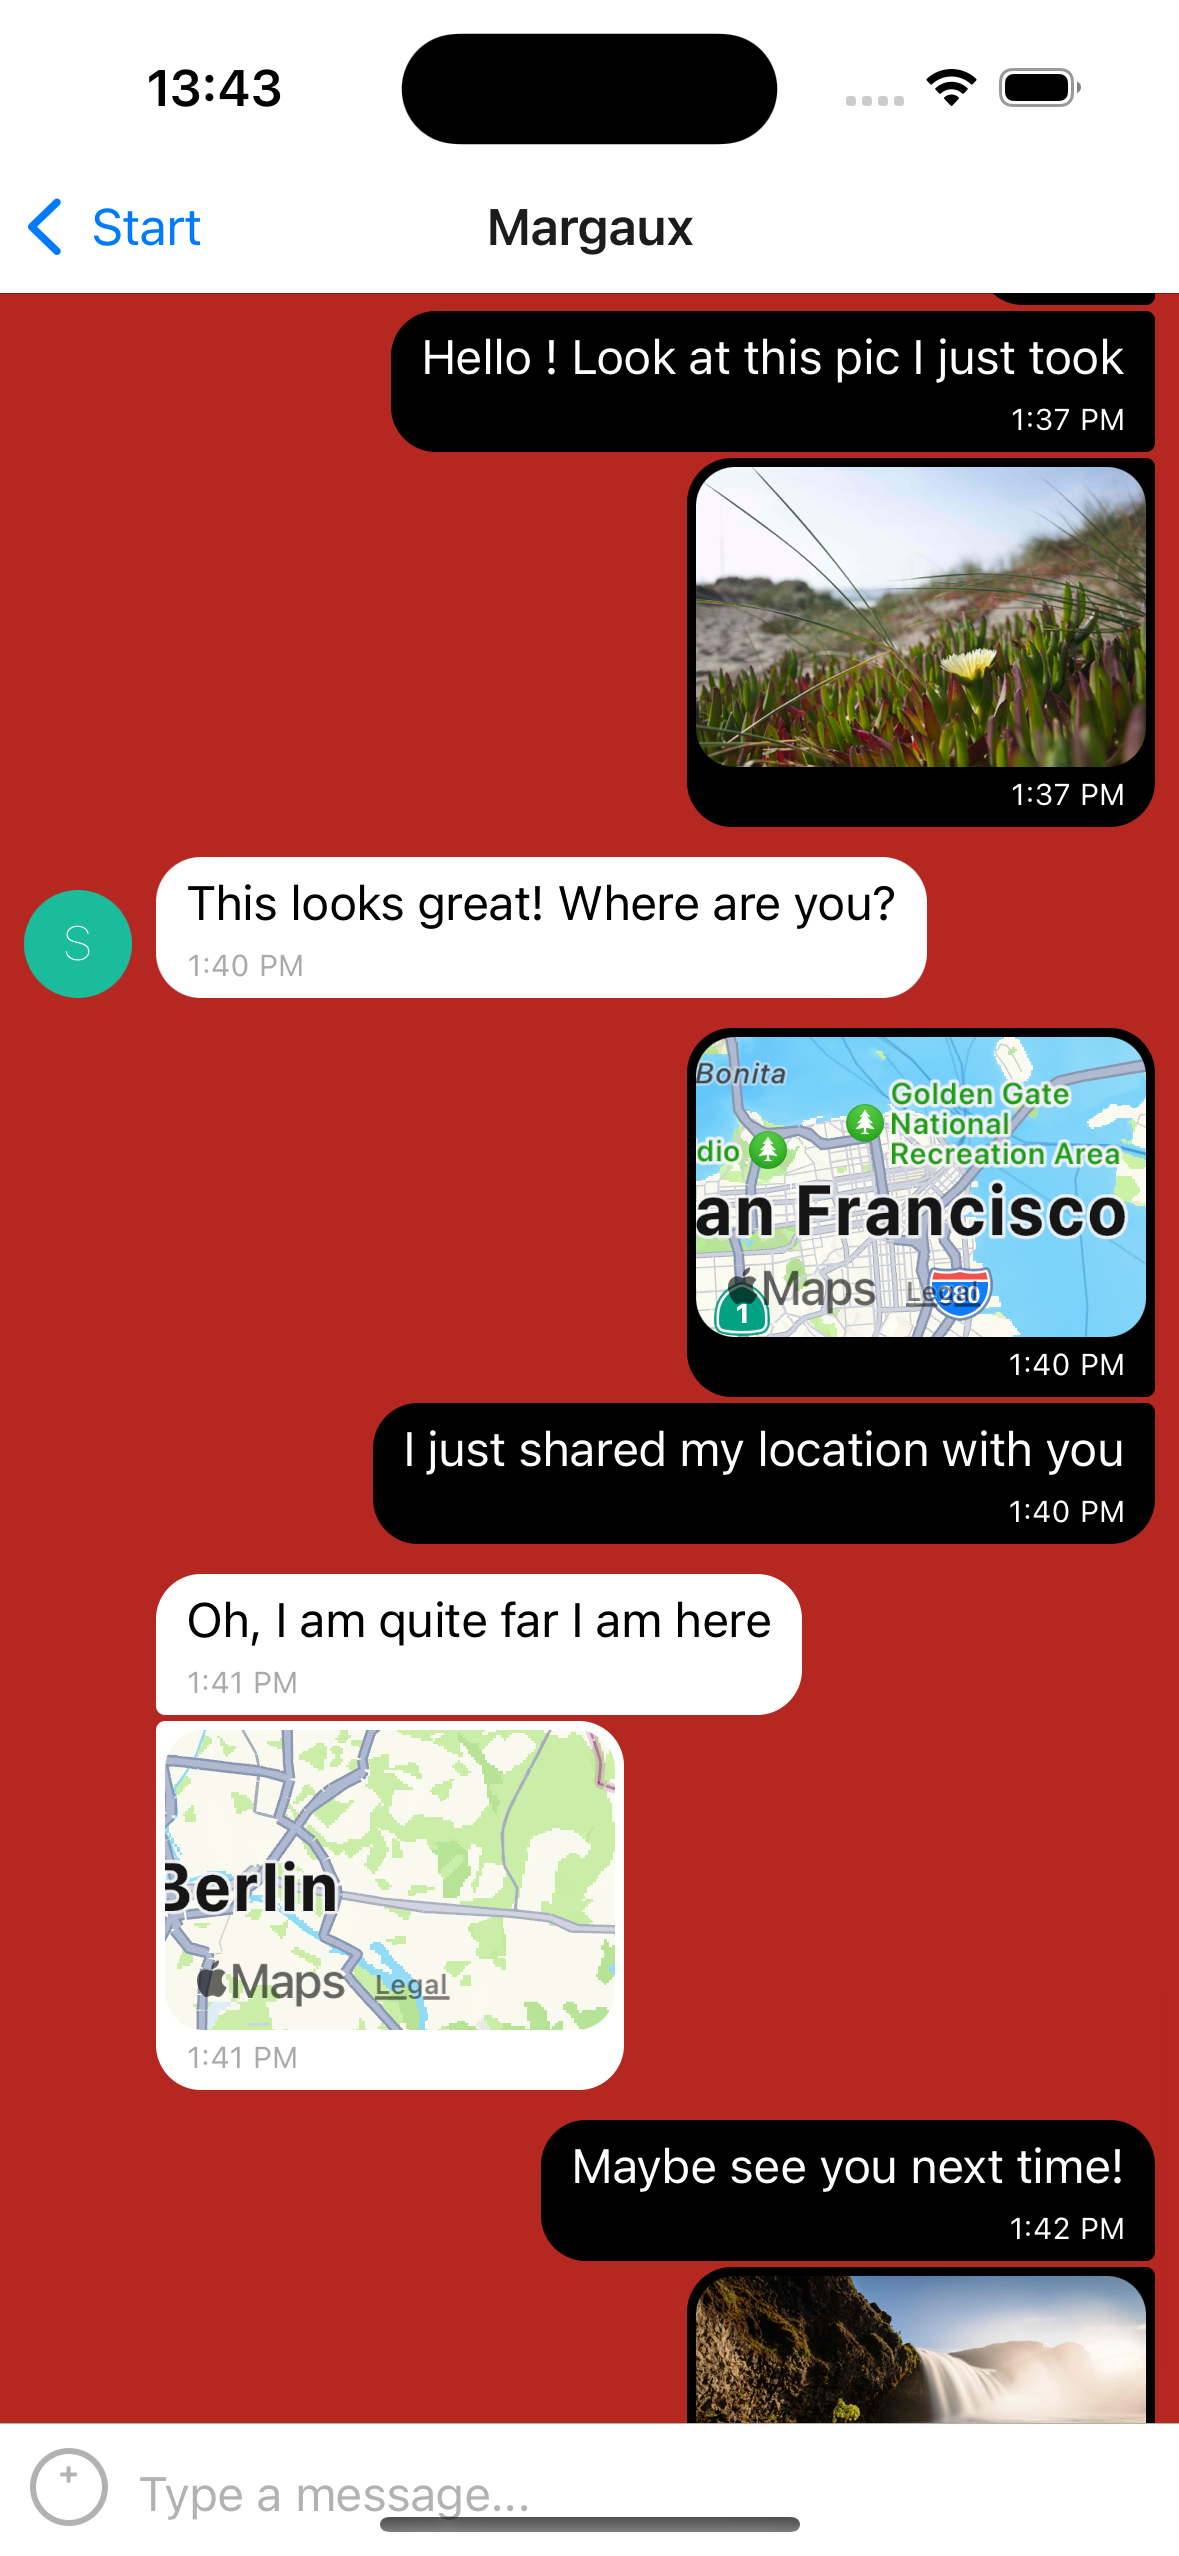 13:43
Start
Margaux
Hello ! Look at this pic I just took
1:37 PM
1:37 PM
S
This looks great! Where are you?
1:40 PM
Bonita
Golden Gate
National
Recreation Area
dio
an Francisco
Maps Legal
280
1
1:40 PM
I just shared my location with you
1:40 PM
Oh, I am quite far I am here
1:41 PM
Berlin
Maps Legal
1:41 PM
Maybe see you next time!
1:42 PM
+
Type a message...